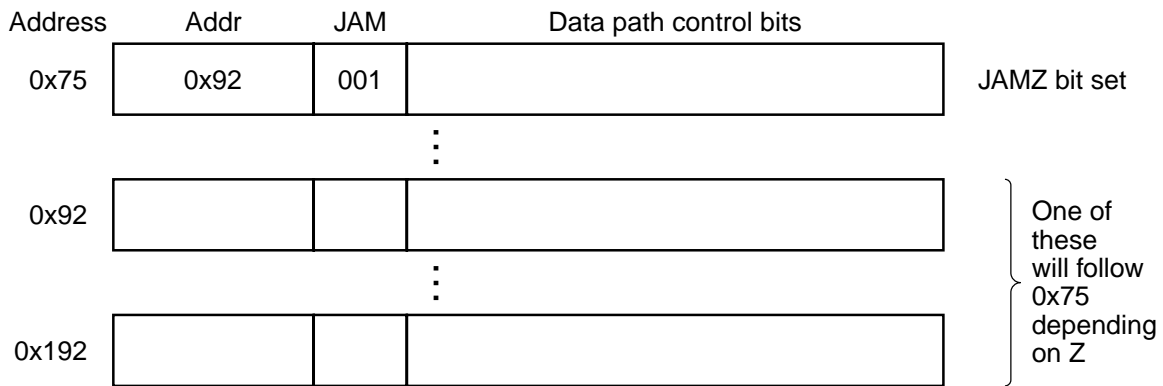 Address Addr JAM Data path control bits
0x75 0x92 001 JAMZ bit set
0x92
One of
these
will follow
0x75
depending
on Z
0x192